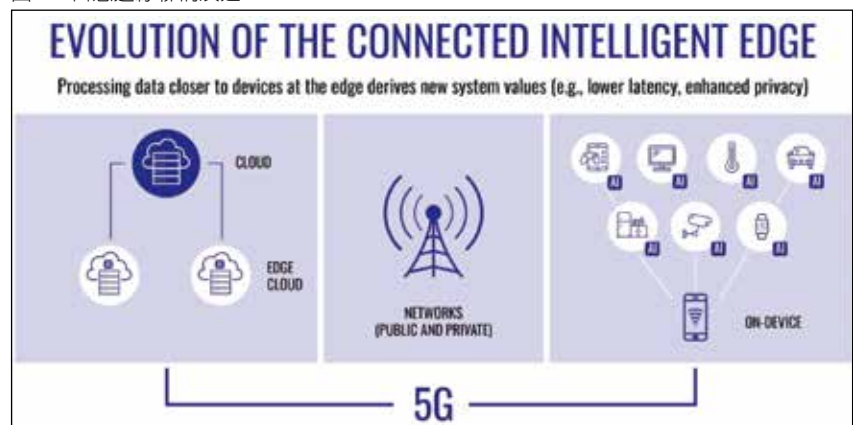 EVOLUTION OF THE CONNECTED INTELLIGENT EDGE
Processing data closer to devices at the edge derives new system values (e.g., lower latency, enhanced privacy)
CLOUD
EDGE
CLOUD
NETWORKS
(PUBLIC AND PRIVATE)
AI
AI
AI
AI
AI
AI
AI
ON-DEVICE
5G